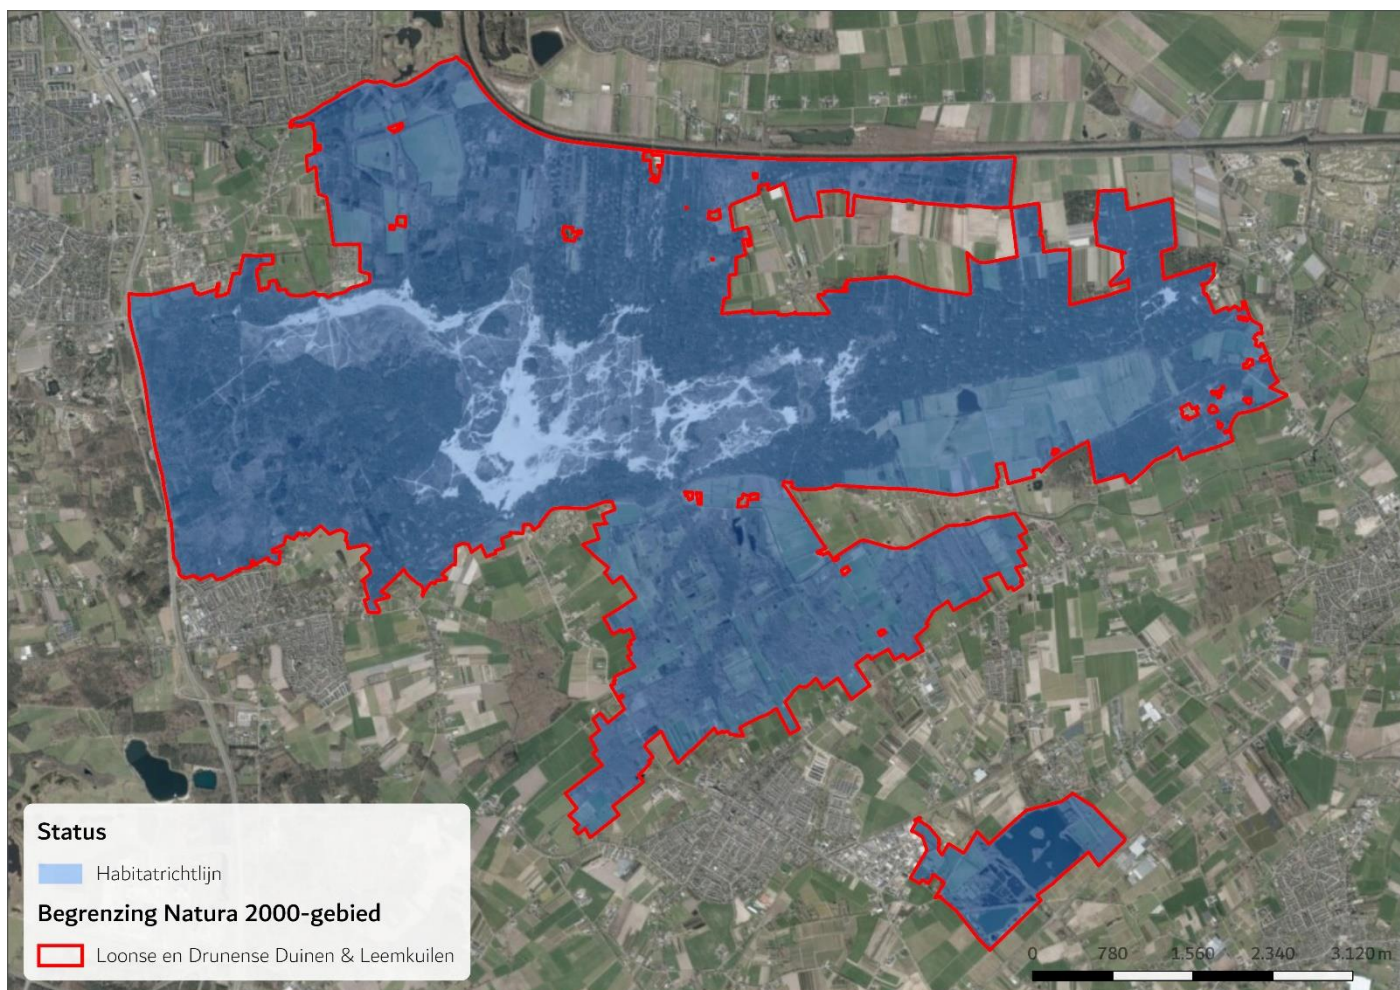 Status
Habitatrichtlijn
Begrenzing Natura 2000-gebied
Loonse en Drunense Duinen & Leemkuilen
0 780 1.560 2.340 3.120 m